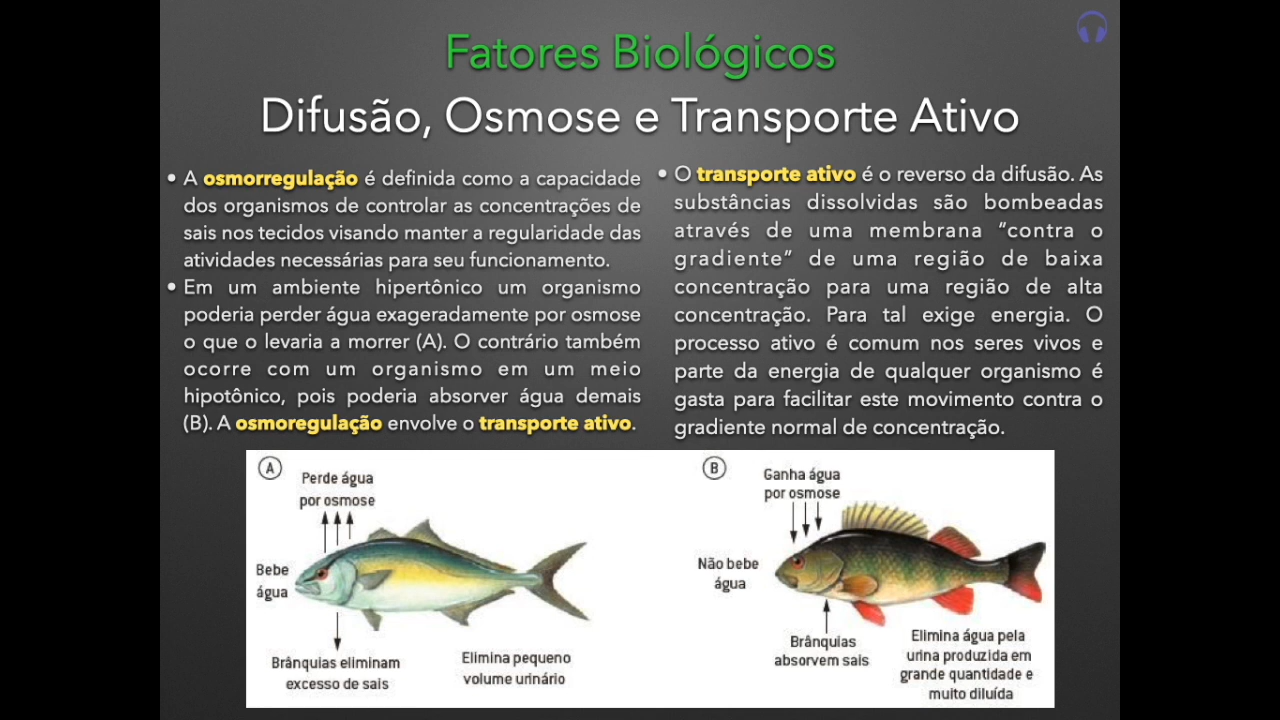 Fatores Biológicos
Difusão, Osmose e Transporte Ativo
• A osmorregulação é definida como a capacidade
dos organismos de controlar as concentrações de
sais nos tecidos visando manter a regularidade das
atividades necessárias para seu funcionamento.
• Em um ambiente hipertônico um organismo
poderia perder água exageradamente por osmose
o que o levaria a morrer (A). O contrário também
ocorre com um organismo em um meio
hipotônico, pois poderia absorver água demais
(B). A osmoregulação envolve o transporte ativo.
• O transporte ativo é o reverso da difusão. As
substâncias dissolvidas são bombeadas
através de uma membrana “contra o
gradiente” de uma região de baixa
concentração para uma região de alta
concentração. Para tal exige energia. O
processo ativo é comum nos seres vivos e
parte da energia de qualquer organismo é
gasta para facilitar este movimento contra o
gradiente normal de concentração.
A
Perde água
por osmose
Bebe
água
Brânquias eliminam
excesso de sais
Elimina pequeno
volume urinário
B
Ganha água
por osmose
Não bebe
água
Brânquias
absorvem sais
Elimina água pela
urina produzida em
grande quantidade e
muito diluída